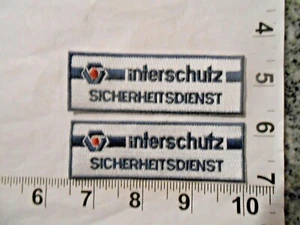 interschutz
SICHERHEITSDIENST
interschutz
SICHERHEITSDIENST
4
5
6
7
6 7 8 9 10